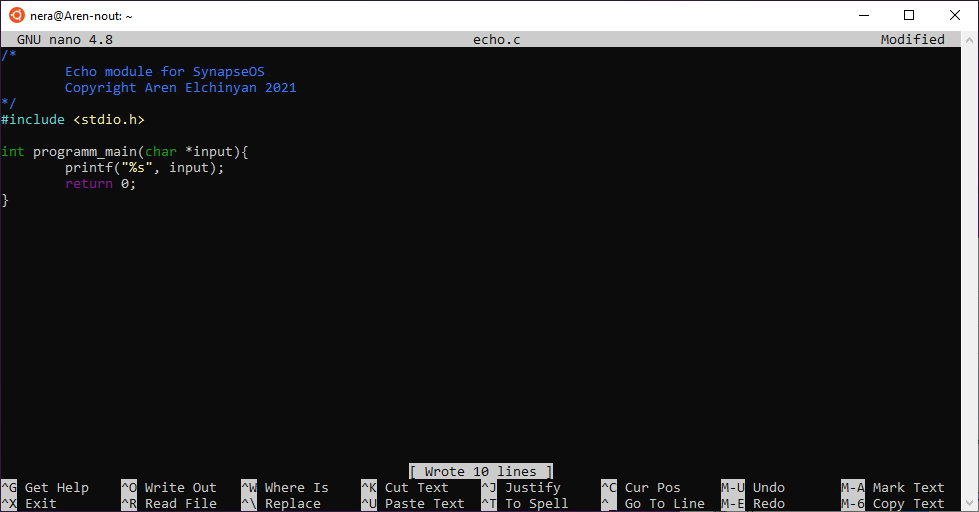 nera@Aren-nout: ~
GNU nano 4.8 echo.c Modified
/*
Echo module for SynapseOS
Copyright Aren Elchinyan 2021
*/
#include <stdio.h>
int programm_main(char *input){
printf("%s", input);
return 0;
}
[ Wrote 10 lines ]
^G Get Help ^O Write Out ^W Where Is ^K Cut Text ^J Justify ^C Cur Pos M-U Undo M-A Mark Text
^X Exit ^R Read File ^\ Replace ^U Paste Text ^T To Spell ^_ Go To Line M-E Redo M-6 Copy Text